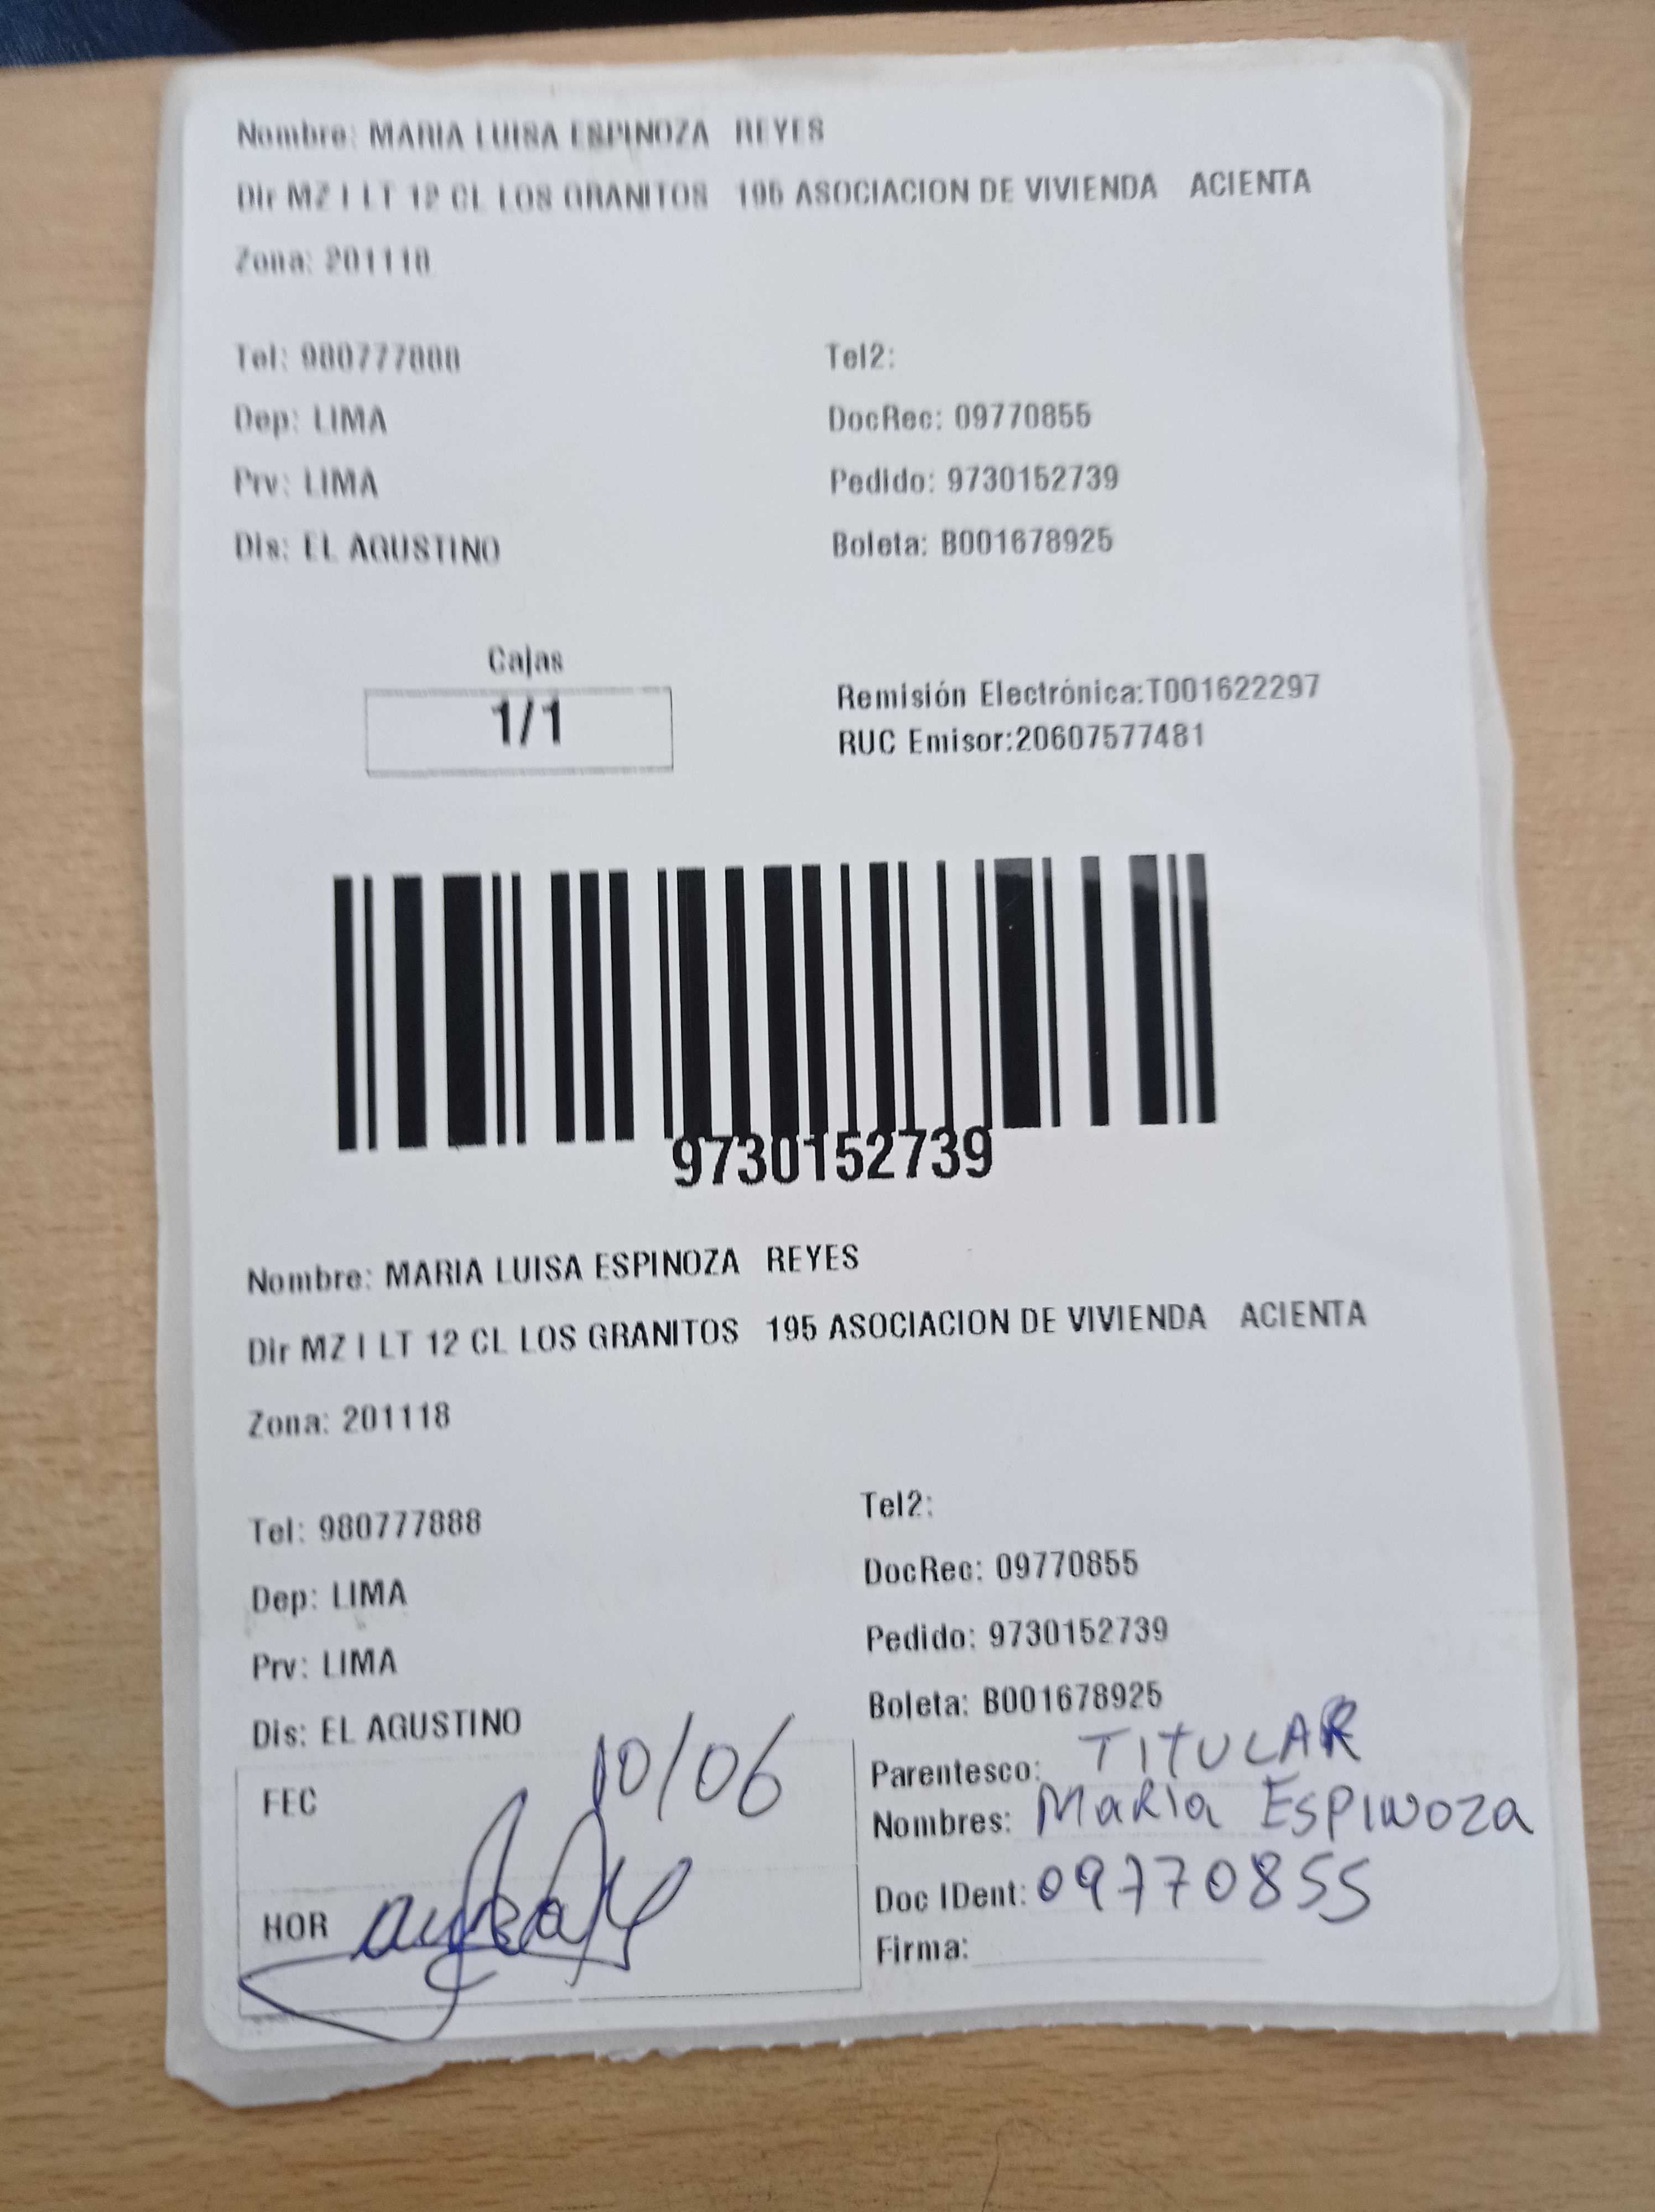 Nombre: MARIA LUISA ESPINOZA REYES
Dir MZ I LT 12 CL LOS GRANITOS 195 ASOCIACION DE VIVIENDA ACIENTA
Zona: 201118
Tel: 980777888 Tel2:
Dep: LIMA DocRec: 09770855
Prv: LIMA Pedido: 9730152739
Dis: EL AGUSTINO Boleta: B001678925
Cajas
1/1
Remisión Electrónica:T001622297
RUC Emisor:20607577481
9730152739
Nombre: MARIA LUISA ESPINOZA REYES
Dir MZ I LT 12 CL LOS GRANITOS 195 ASOCIACION DE VIVIENDA ACIENTA
Zona: 201118
Tel: 980777888 Tel2:
Dep: LIMA DocRec: 09770855
Prv: LIMA Pedido: 9730152739
Dis: EL AGUSTINO Boleta: B001678925
FEC 10/06
HOR
Parentesco: TITULAR
Nombres: MaRia EsPiNoza
Doc IDent: 09770855
Firma: